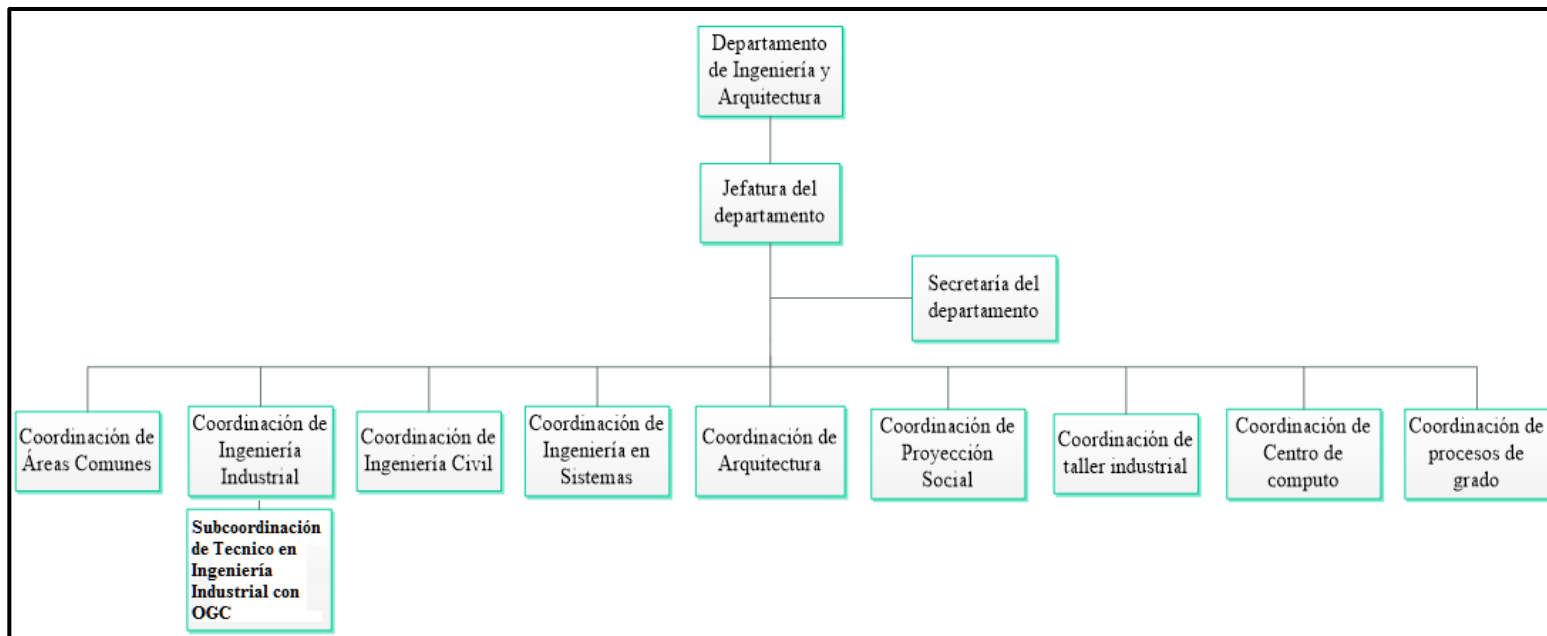 Departamento
de Ingeniería y
Arquitectura
Jefatura del
departamento
Secretaría del
departamento
Coordinación de
Áreas Comunes
Coordinación de
Ingeniería
Industrial
Coordinación de
Ingeniería Civil
Coordinación de
Ingeniería en
Sistemas
Coordinación de
Arquitectura
Coordinación de
Proyección
Social
Coordinación de
taller industrial
Coordinación de
Centro de
computo
Coordinación de
procesos de
grado
Subcoordinación
de Tecnico en
Ingeniería
Industrial con
OGC